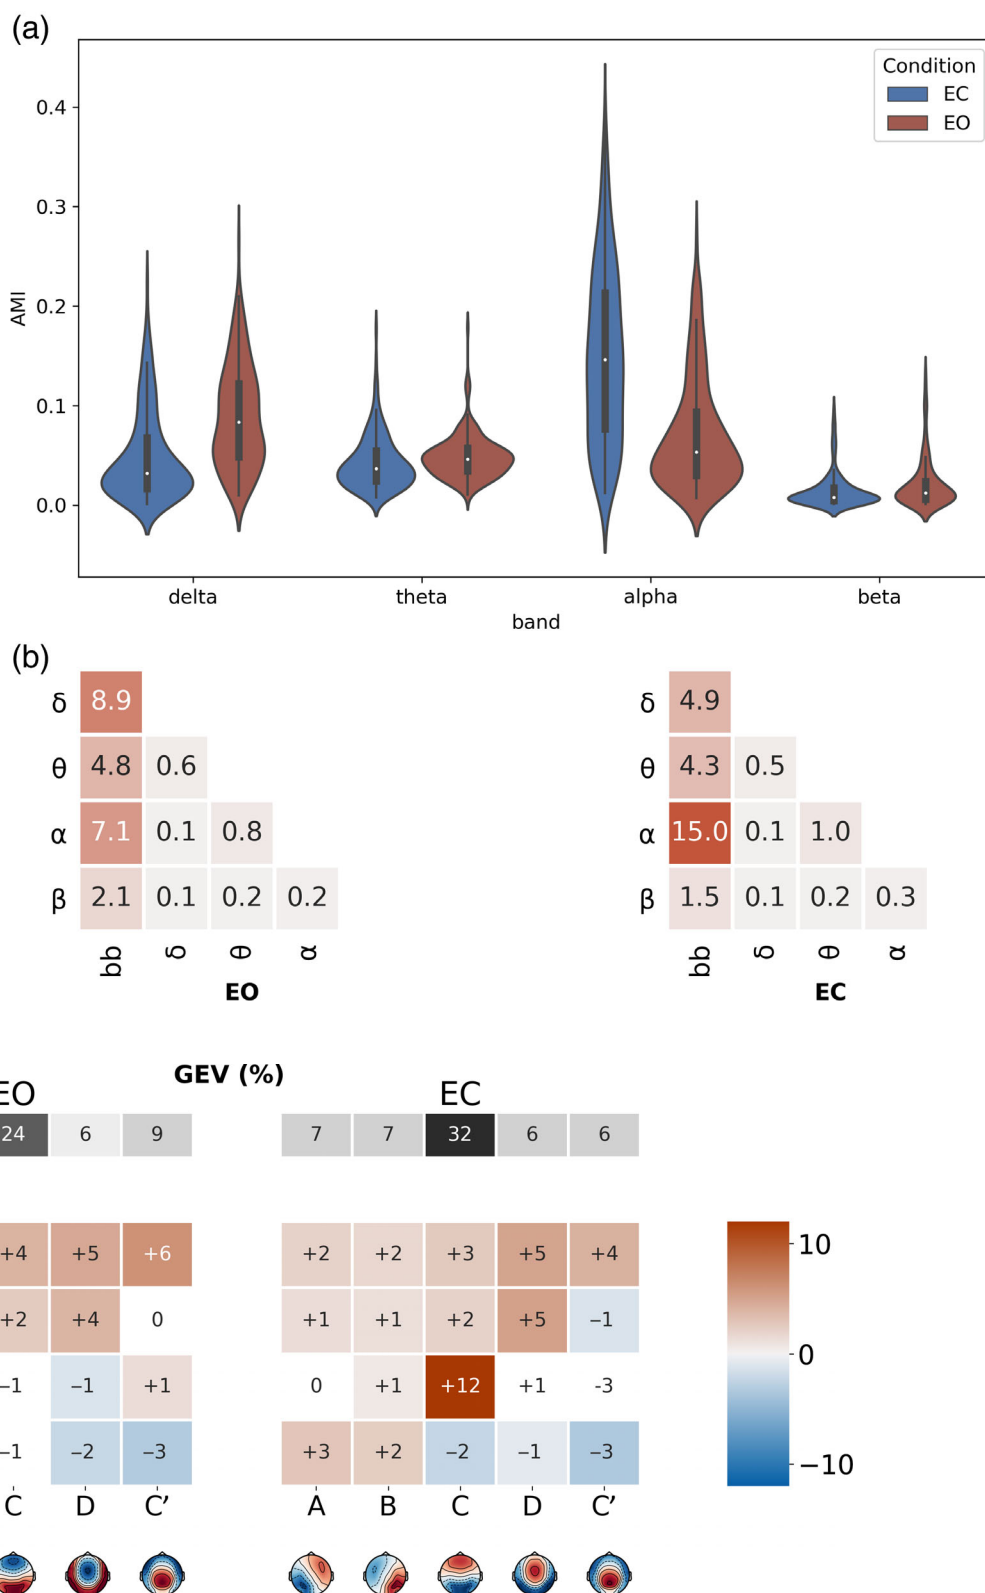 (a)
Condition
EC
EO
0.4
0.3
0.2
0.1
0.0
AMI
delta theta alpha beta
band
(b)
δ 8.9
θ 4.8 0.6
α 7.1 0.1 0.8
β 2.1 0.1 0.2 0.2
bb δ θ α
EO
δ 4.9
θ 4.3 0.5
α 15.0 0.1 1.0
β 1.5 0.1 0.2 0.3
bb δ θ α
EC
GEV (%)
EO EC
24 6 9 7 7 32 6 6
+4 +5 +6 +2 +2 +3 +5 +4
+2 +4 0 +1 +1 +2 +5 −1
−1 −1 +1 0 +1 +12 +1 -3
−1 −2 −3 +3 +2 −2 −1 −3
C D C′ A B C D C′
10
0
−10